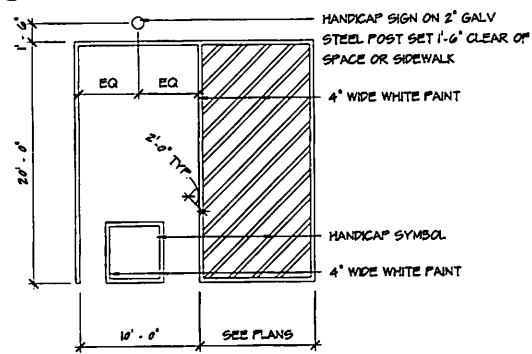 HANDICAP SIGN ON 2" GALV
STEEL POST SET 1'-6" CLEAR OF
SPACE OR SIDEWALK
1'-6"
EQ
EQ
4" WIDE WHITE PAINT
2'-0" TYP.
20'-0"
HANDICAP SYMBOL
4" WIDE WHITE PAINT
10'-0"
SEE PLANS